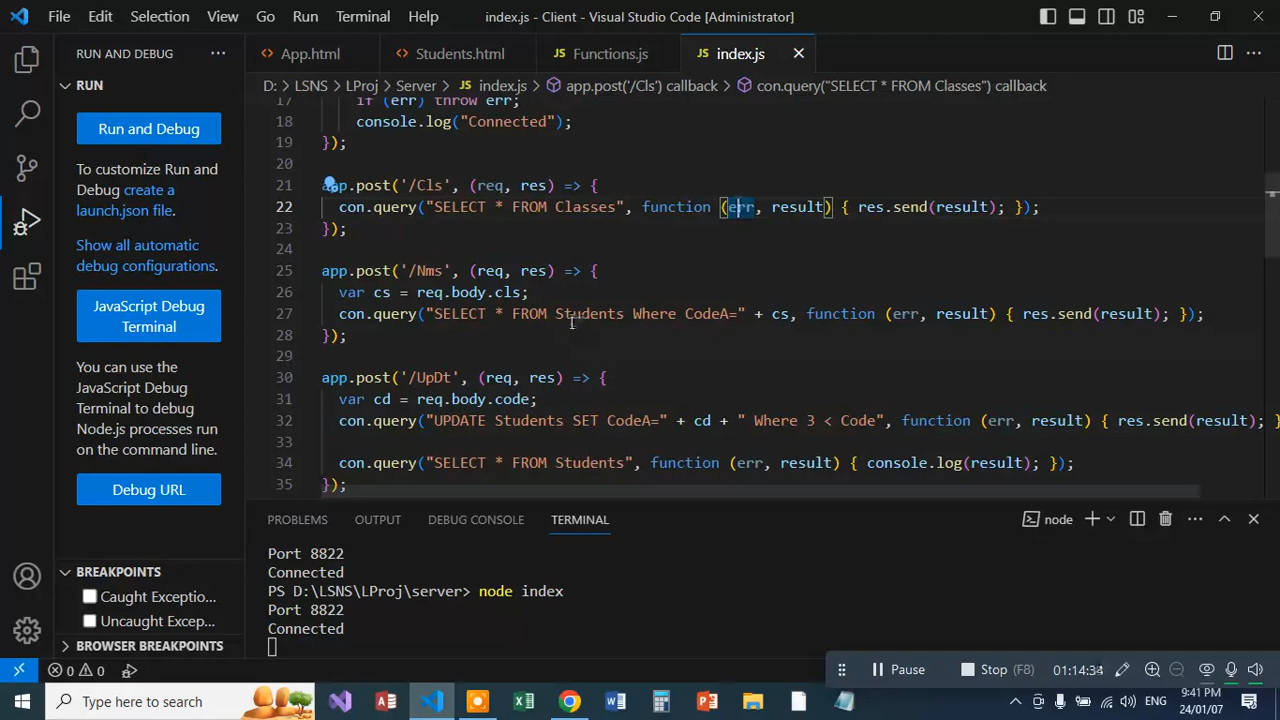 File Edit Selection View Go Run Terminal Help index.js - Client - Visual Studio Code [Administrator]
RUN AND DEBUG ···
RUN
Run and Debug
To customize Run and
Debug create a
launch.json file.
Show all automatic
debug configurations.
JavaScript Debug
Terminal
You can use the
JavaScript Debug
Terminal to debug
Node.js processes run
on the command line.
Debug URL
BREAKPOINTS
Caught Exceptio...
Uncaught Excep...
BROWSER BREAKPOINTS
App.html Students.html Functions.js index.js
D: > LSNS > LProj > Server > index.js > app.post('/Cls') callback > con.query("SELECT * FROM Classes") callback
17 if (err) throw err;
18 console.log("Connected");
19 });
20
21 app.post('/Cls', (req, res) => {
22 con.query("SELECT * FROM Classes", function (err, result) { res.send(result); });
23 });
24
25 app.post('/Nms', (req, res) => {
26 var cs = req.body.cls;
27 con.query("SELECT * FROM Students Where CodeA=" + cs, function (err, result) { res.send(result); });
28 });
29
30 app.post('/UpDt', (req, res) => {
31 var cd = req.body.code;
32 con.query("UPDATE Students SET CodeA=" + cd + " Where 3 < Code", function (err, result) { res.send(result); }
33
34 con.query("SELECT * FROM Students", function (err, result) { console.log(result); });
35 });
PROBLEMS OUTPUT DEBUG CONSOLE TERMINAL node
Port 8822
Connected
PS D:\LSNS\LProj\server> node index
Port 8822
Connected
0 0
Pause Stop (F8) 01:14:34
Type here to search
ENG 9:41 PM
24/01/07